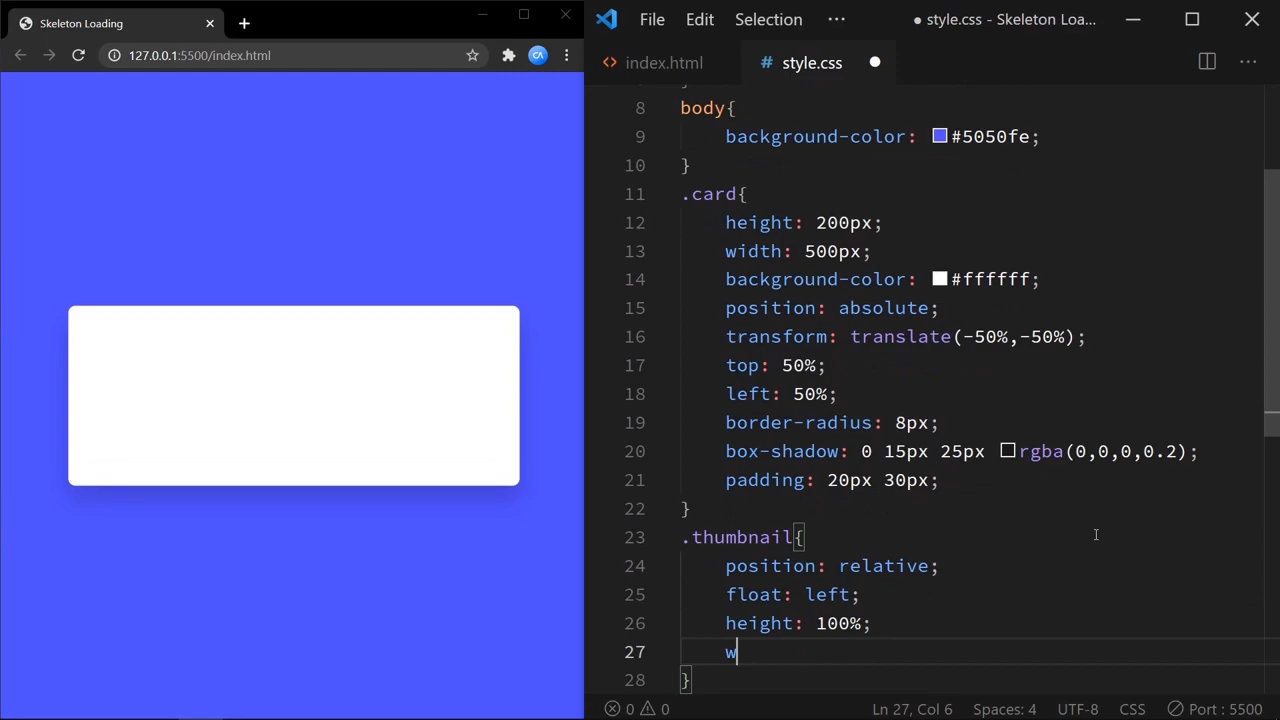 Skeleton Loading
127.0.0.1:5500/index.html
CA
File Edit Selection ··· ● style.css - Skeleton Loa...
<> index.html # style.css ●
8 body{
9 background-color: #5050fe;
10 }
11 .card{
12 height: 200px;
13 width: 500px;
14 background-color: #ffffff;
15 position: absolute;
16 transform: translate(-50%,-50%);
17 top: 50%;
18 left: 50%;
19 border-radius: 8px;
20 box-shadow: 0 15px 25px rgba(0,0,0,0.2);
21 padding: 20px 30px;
22 }
23 .thumbnail{
24 position: relative;
25 float: left;
26 height: 100%;
27 w
28 }
0 0 Ln 27, Col 6 Spaces: 4 UTF-8 CSS Port : 5500